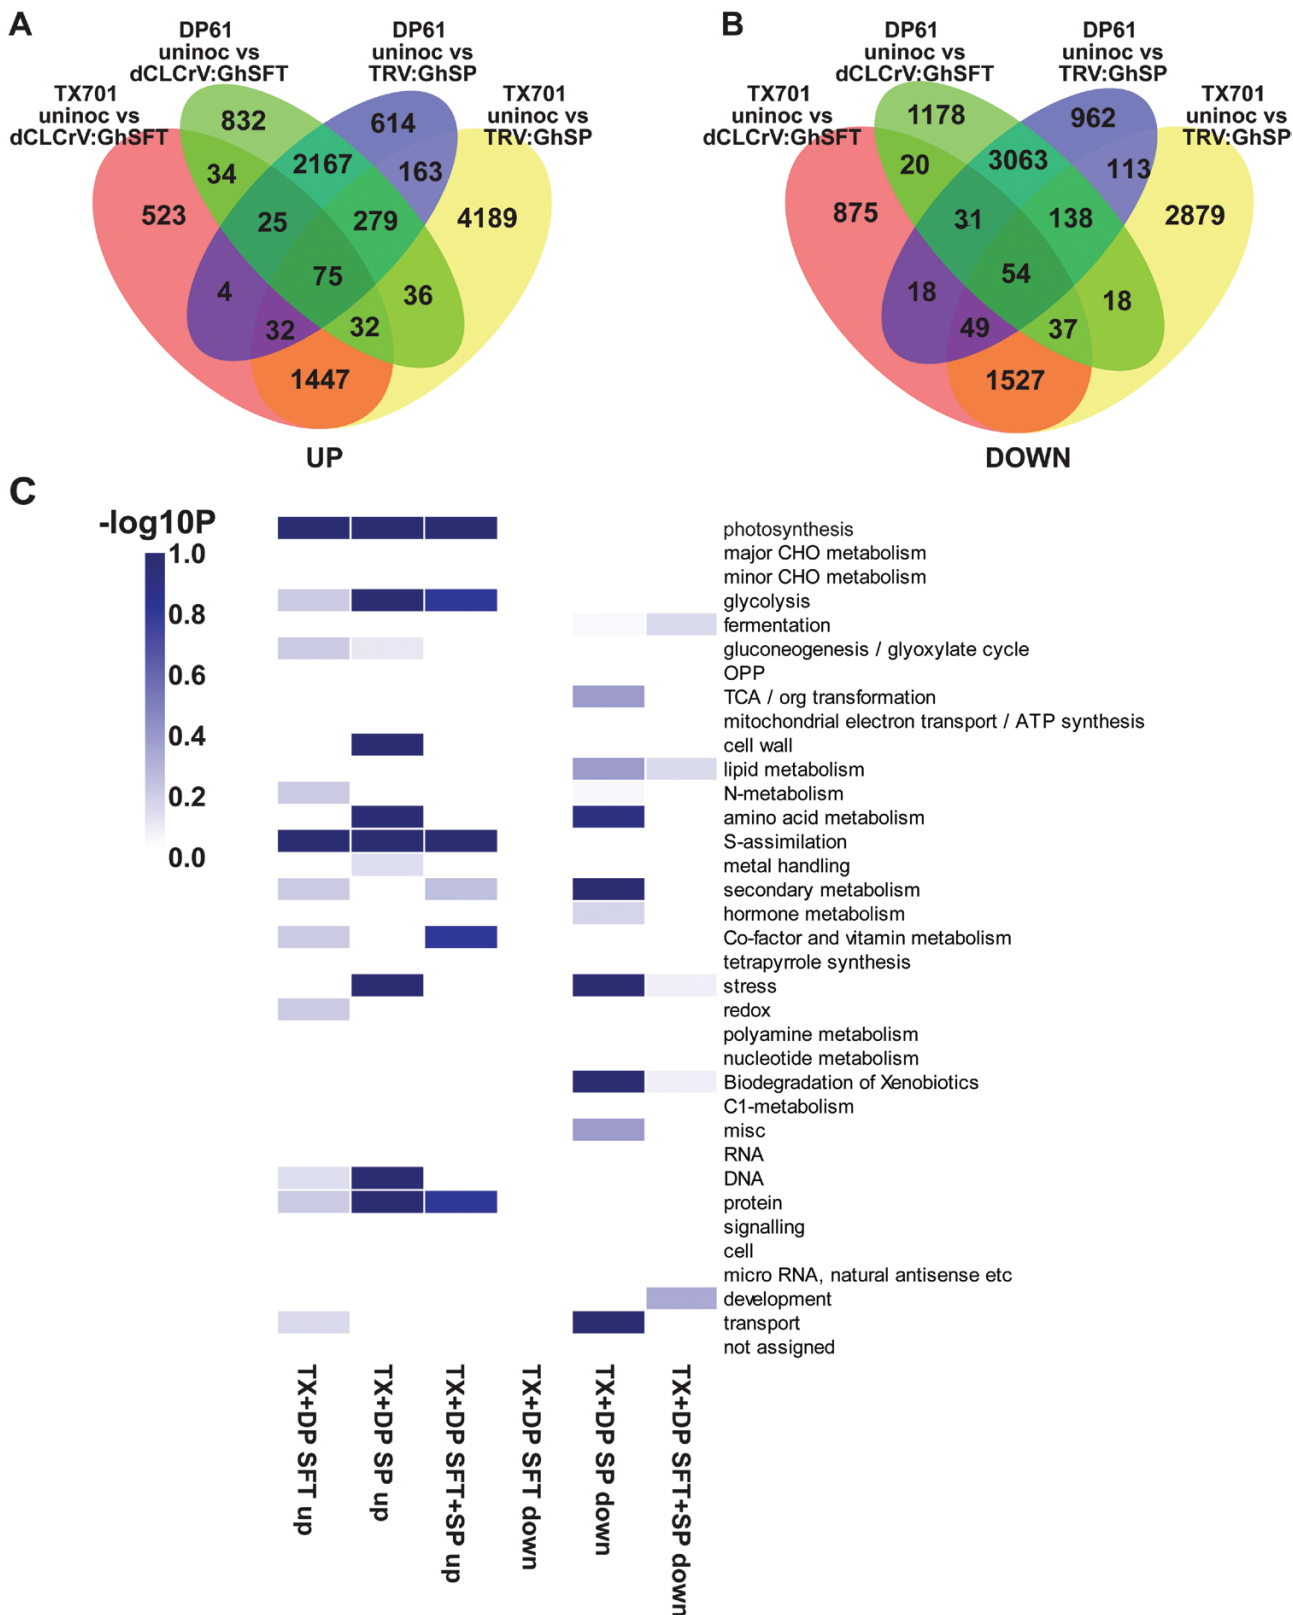 A
DP61
uninoc vs
dCLCrV:GhSFT
DP61
uninoc vs
TRV:GhSP
TX701
uninoc vs
dCLCrV:GhSFT
TX701
uninoc vs
TRV:GhSP
832
614
34
2167
163
523
25
279
4189
75
4
36
32
32
1447
UP
B
DP61
uninoc vs
dCLCrV:GhSFT
DP61
uninoc vs
TRV:GhSP
TX701
uninoc vs
dCLCrV:GhSFT
TX701
uninoc vs
TRV:GhSP
1178
962
20
3063
113
875
31
138
2879
54
18
18
49
37
1527
DOWN
C
-log10P
1.0
0.8
0.6
0.4
0.2
0.0
photosynthesis
major CHO metabolism
minor CHO metabolism
glycolysis
fermentation
gluconeogenesis / glyoxylate cycle
OPP
TCA / org transformation
mitochondrial electron transport / ATP synthesis
cell wall
lipid metabolism
N-metabolism
amino acid metabolism
S-assimilation
metal handling
secondary metabolism
hormone metabolism
Co-factor and vitamin metabolism
tetrapyrrole synthesis
stress
redox
polyamine metabolism
nucleotide metabolism
Biodegradation of Xenobiotics
C1-metabolism
misc
RNA
DNA
protein
signalling
cell
micro RNA, natural antisense etc
development
transport
not assigned
TX+DP SFT up
TX+DP SP up
TX+DP SFT+SP up
TX+DP SFT down
TX+DP SP down
TX+DP SFT+SP down